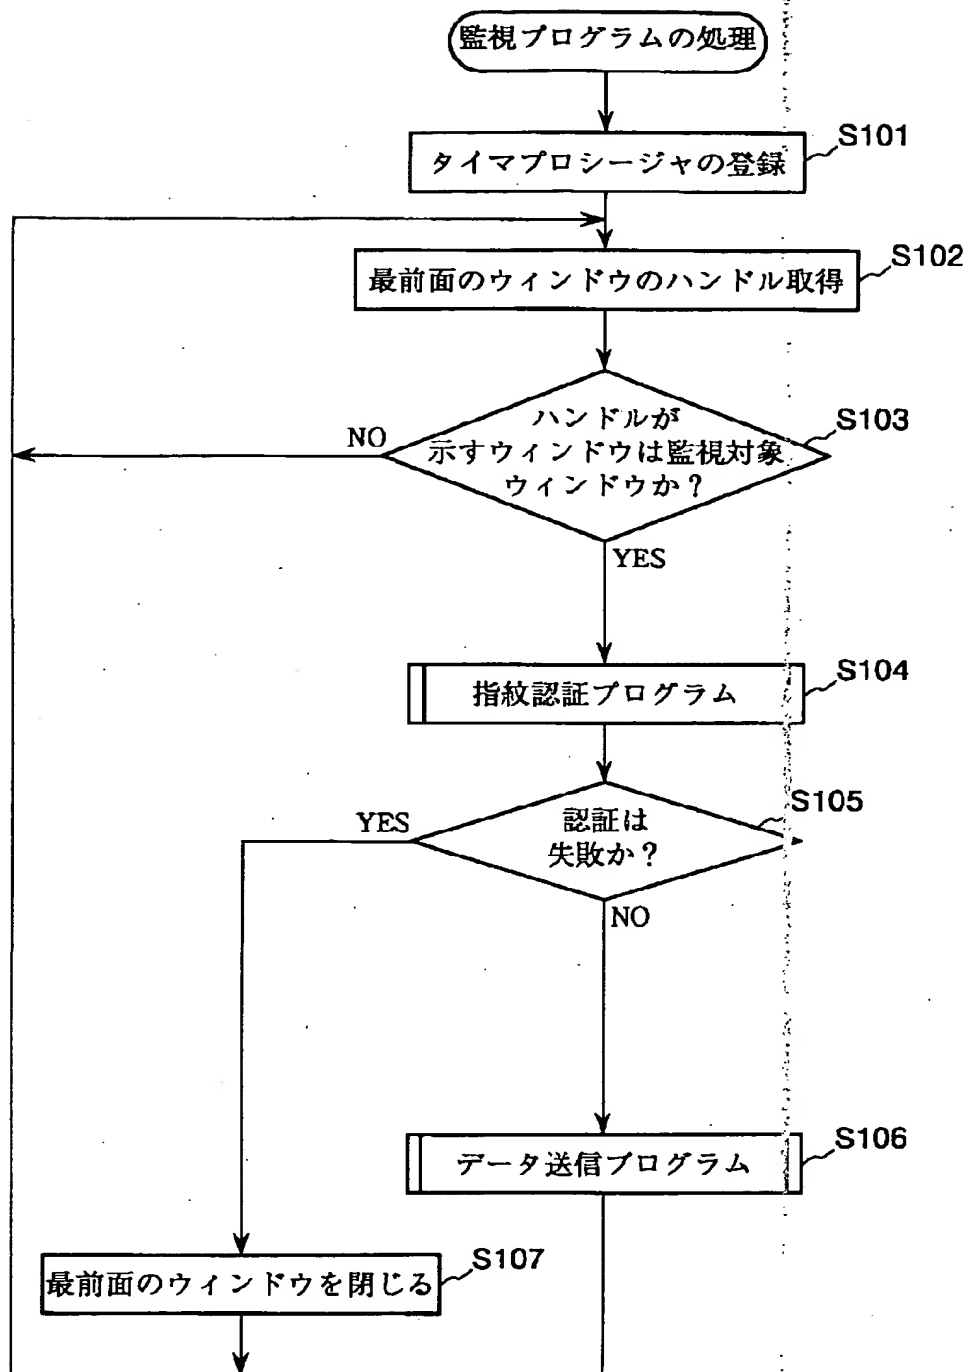 監視プログラムの処理
S101
タイマプロシージャの登録
S102
最前面のウィンドウのハンドル取得
S103
ハンドルが
示すウィンドウは監視対象
ウィンドウか？
NO
YES
S104
指紋認証プログラム
S105
認証は
失敗か？
YES
NO
S106
データ送信プログラム
S107
最前面のウィンドウを閉じる